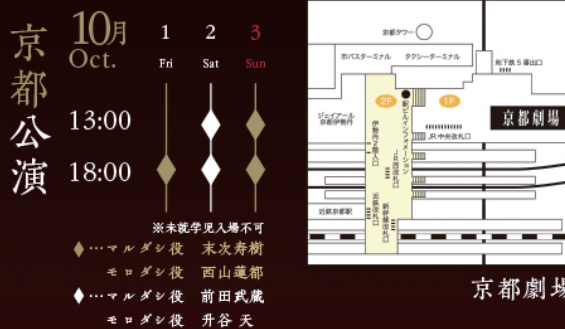 京都公演
10月
Oct.
1 2 3
Fri Sat Sun
13:00
18:00
※未就学児入場不可
◆…マルダシ役 末次寿樹
モロダシ役 西山蓮都
◆…マルダシ役 前田武蔵
モロダシ役 升谷 天
京都タワー
市バスターミナル タクシーターミナル
地下鉄5番出口
2F 1F
ジェイアール
京都伊勢丹
駅ビルインフォメーション
伊勢丹2階入口
京都劇場
JR中央改札口
JR西改札口
近鉄改札口
新幹線改札口
近鉄京都駅
京都劇場